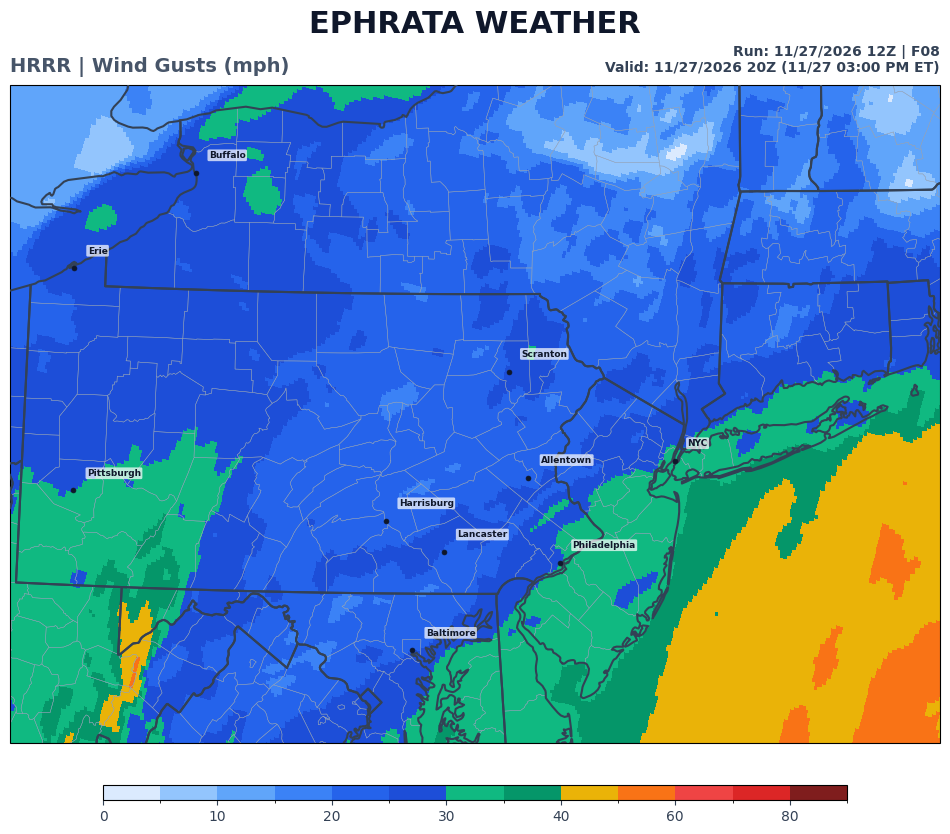 EPHRATA WEATHER
Run: 11/27/2026 12Z | F08
HRRR | Wind Gusts (mph)
Valid: 11/27/2026 20Z (11/27 03:00 PM ET)
Buffalo
Erie
Scranton
NYC
Allentown
Pittsburgh
Harrisburg
Lancaster
Philadelphia
Baltimore
0 10 20 30 40 50 60 70 80